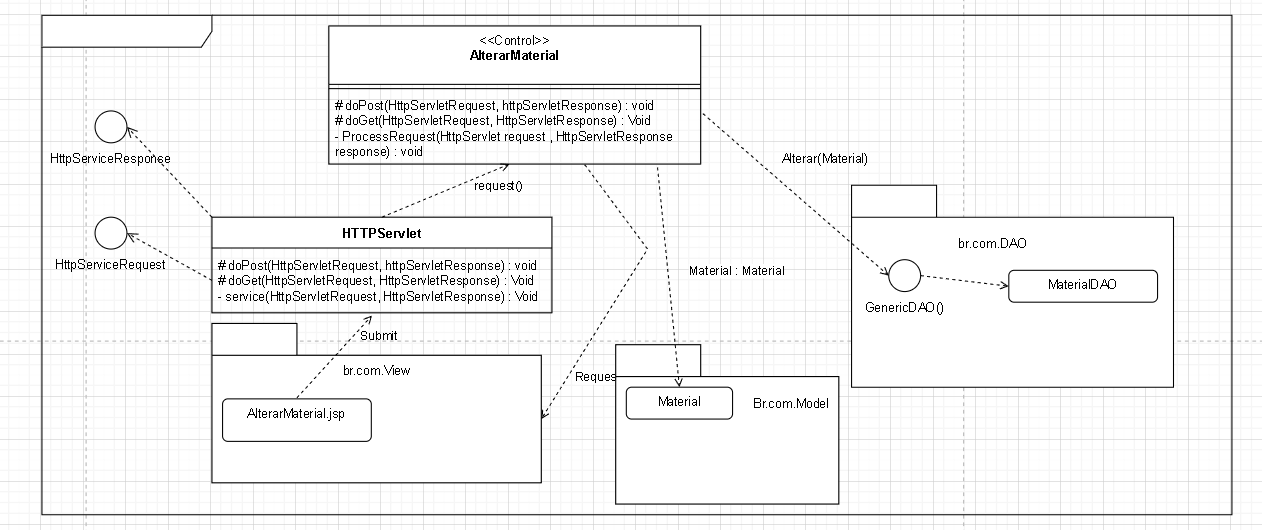 <<Control>>
AlterarMaterial
# doPost(HttpServletRequest, httpServletResponse) : void
# doGet(HttpServletRequest, HttpServletResponse) : Void
- ProcessRequest(HttpServlet request , HttpServletResponse
response) : void
HttpServiceResponse
Alterar(Material)
request()
HTTPServlet
# doPost(HttpServletRequest, httpServletResponse) : void
# doGet(HttpServletRequest, HttpServletResponse) : Void
- service(HttpServletRequest, HttpServletResponse) : Void
HttpServiceRequest
br.com.DAO
Material : Material
MaterialDAO
GenericDAO()
Submit
br.com.View
Reques
AlterarMaterial.jsp
Material
Br.com.Model